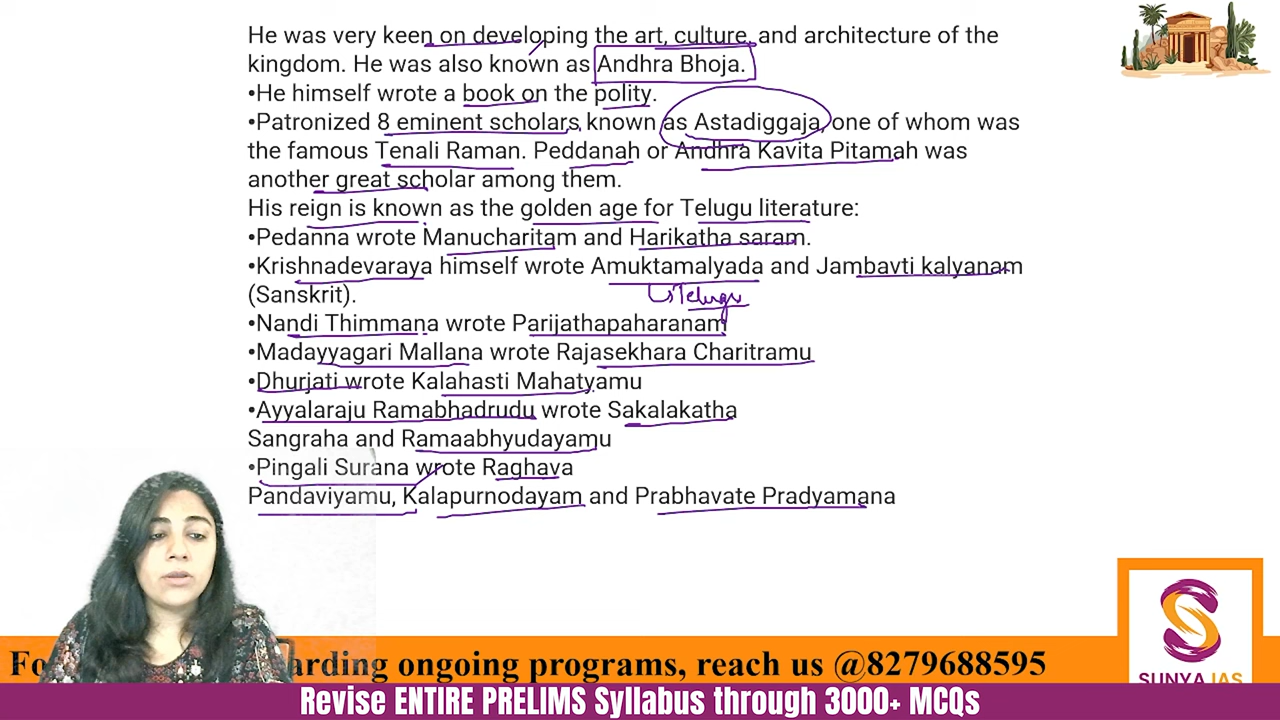 He was very keen on developing the art, culture, and architecture of the
kingdom. He was also known as Andhra Bhoja.
•He himself wrote a book on the polity.
•Patronized 8 eminent scholars, known as Astadiggaja, one of whom was
the famous Tenali Raman. Peddanah or Andhra Kavita Pitamah was
another great scholar among them.
His reign is known as the golden age for Telugu literature:
•Pedanna wrote Manucharitam and Harikatha saram.
•Krishnadevaraya himself wrote Amuktamalyada and Jambavti kalyanam
(Sanskrit).
Telugu
•Nandi Thimmana wrote Parijathapaharanam
•Madayyagari Mallana wrote Rajasekhara Charitramu
•Dhurjati wrote Kalahasti Mahatyamu
•Ayyalaraju Ramabhadrudu wrote Sakalakatha
Sangraha and Ramaabhyudayamu
•Pingali Surana wrote Raghava
Pandaviyamu, Kalapurnodayam and Prabhavate Pradyamana
Fo arding ongoing programs, reach us @8279688595
SUNYA IAS
Revise ENTIRE PRELIMS Syllabus through 3000+ MCQs